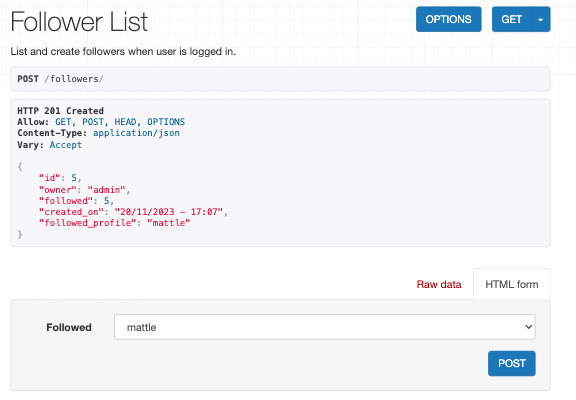 Follower List
OPTIONS
GET
List and create followers when user is logged in.
POST /followers/
HTTP 201 Created
Allow: GET, POST, HEAD, OPTIONS
Content-Type: application/json
Vary: Accept
{
    "id": 5,
    "owner": "admin",
    "followed": 5,
    "created_on": "20/11/2023 - 17:07",
    "followed_profile": "mattle"
}
Raw data
HTML form
Followed
mattle
POST